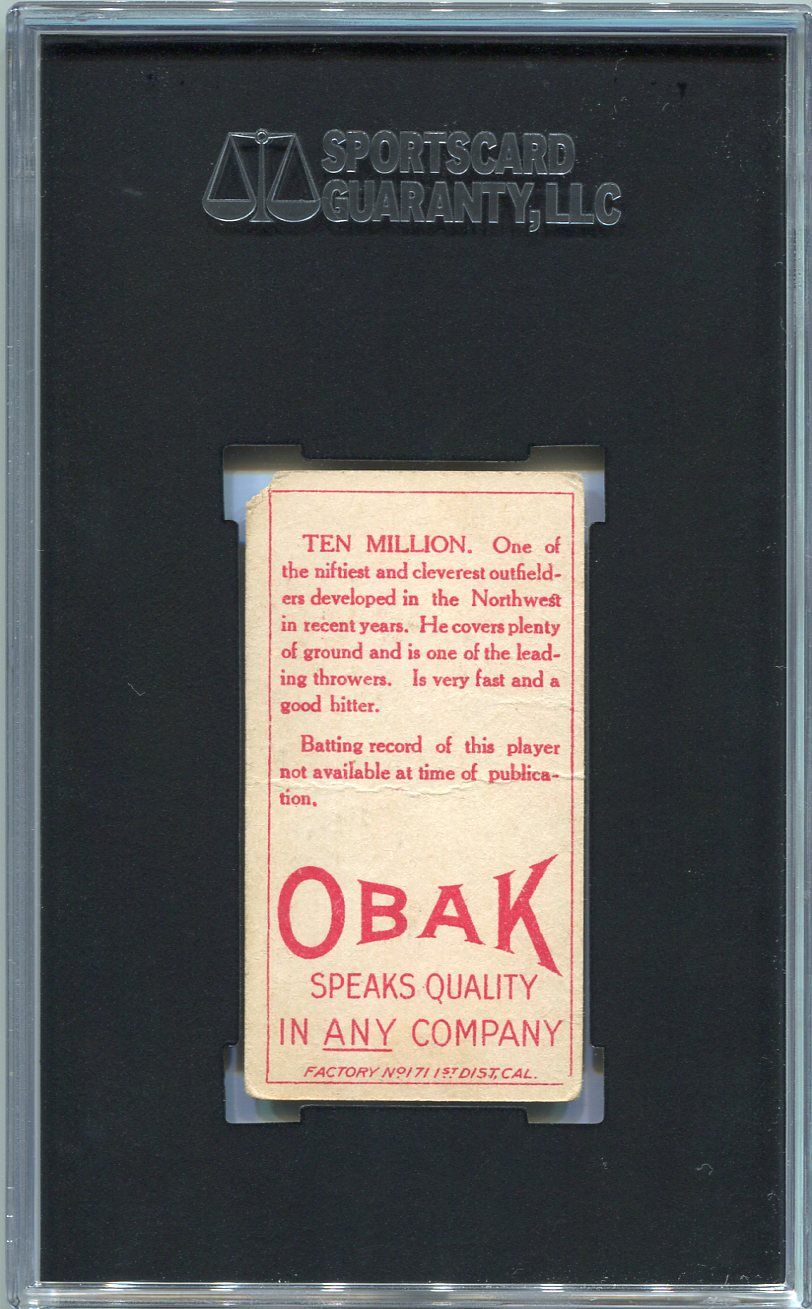 SPORTSCARD
GUARANTY, LLC
TEN MILLION. One of
the niftiest and cleverest outfield-
ers developed in the Northwest
in recent years. He covers plenty
of ground and is one of the lead-
ing throwers. Is very fast and a
good hitter.
Batting record of this player
not available at time of publica-
tion.
OBAK
SPEAKS QUALITY
IN ANY COMPANY
FACTORY Nº 171 1ST DIST, CAL.